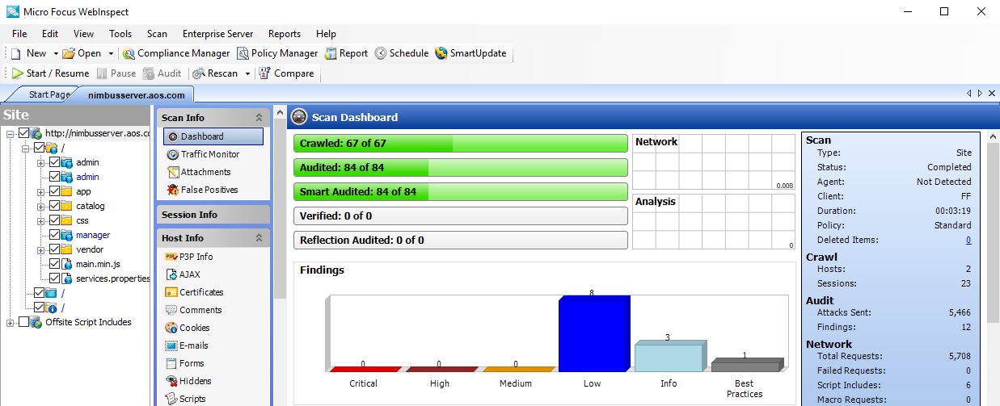 Micro Focus WebInspect
File Edit View Tools Scan Enterprise Server Reports Help
New Open Compliance Manager Policy Manager Report Schedule SmartUpdate
Start / Resume Pause Audit Rescan Compare
Start Page nimbusserver.aos.com
Site
http://nimbusserver.aos.co
/
admin
admin
app
catalog
css
manager
vendor
main.min.js
services.properties
/
/
Offsite Script Includes
Scan Info
Dashboard
Traffic Monitor
Attachments
False Positives
Session Info
Host Info
P3P Info
AJAX
Certificates
Comments
Cookies
E-mails
Forms
Hiddens
Scripts
Scan Dashboard
Crawled: 67 of 67
Audited: 84 of 84
Smart Audited: 84 of 84
Verified: 0 of 0
Reflection Audited: 0 of 0
Network
0.00B
Analysis
0
Findings
0 0 0 8 3 1
Critical High Medium Low Info Best
Practices
Scan
Type: Site
Status: Completed
Agent: Not Detected
Client: FF
Duration: 00:03:19
Policy: Standard
Deleted Items: 0
Crawl
Hosts: 2
Sessions: 23
Audit
Attacks Sent: 5,466
Findings: 12
Network
Total Requests: 5,708
Failed Requests: 0
Script Includes: 6
Macro Requests: 0